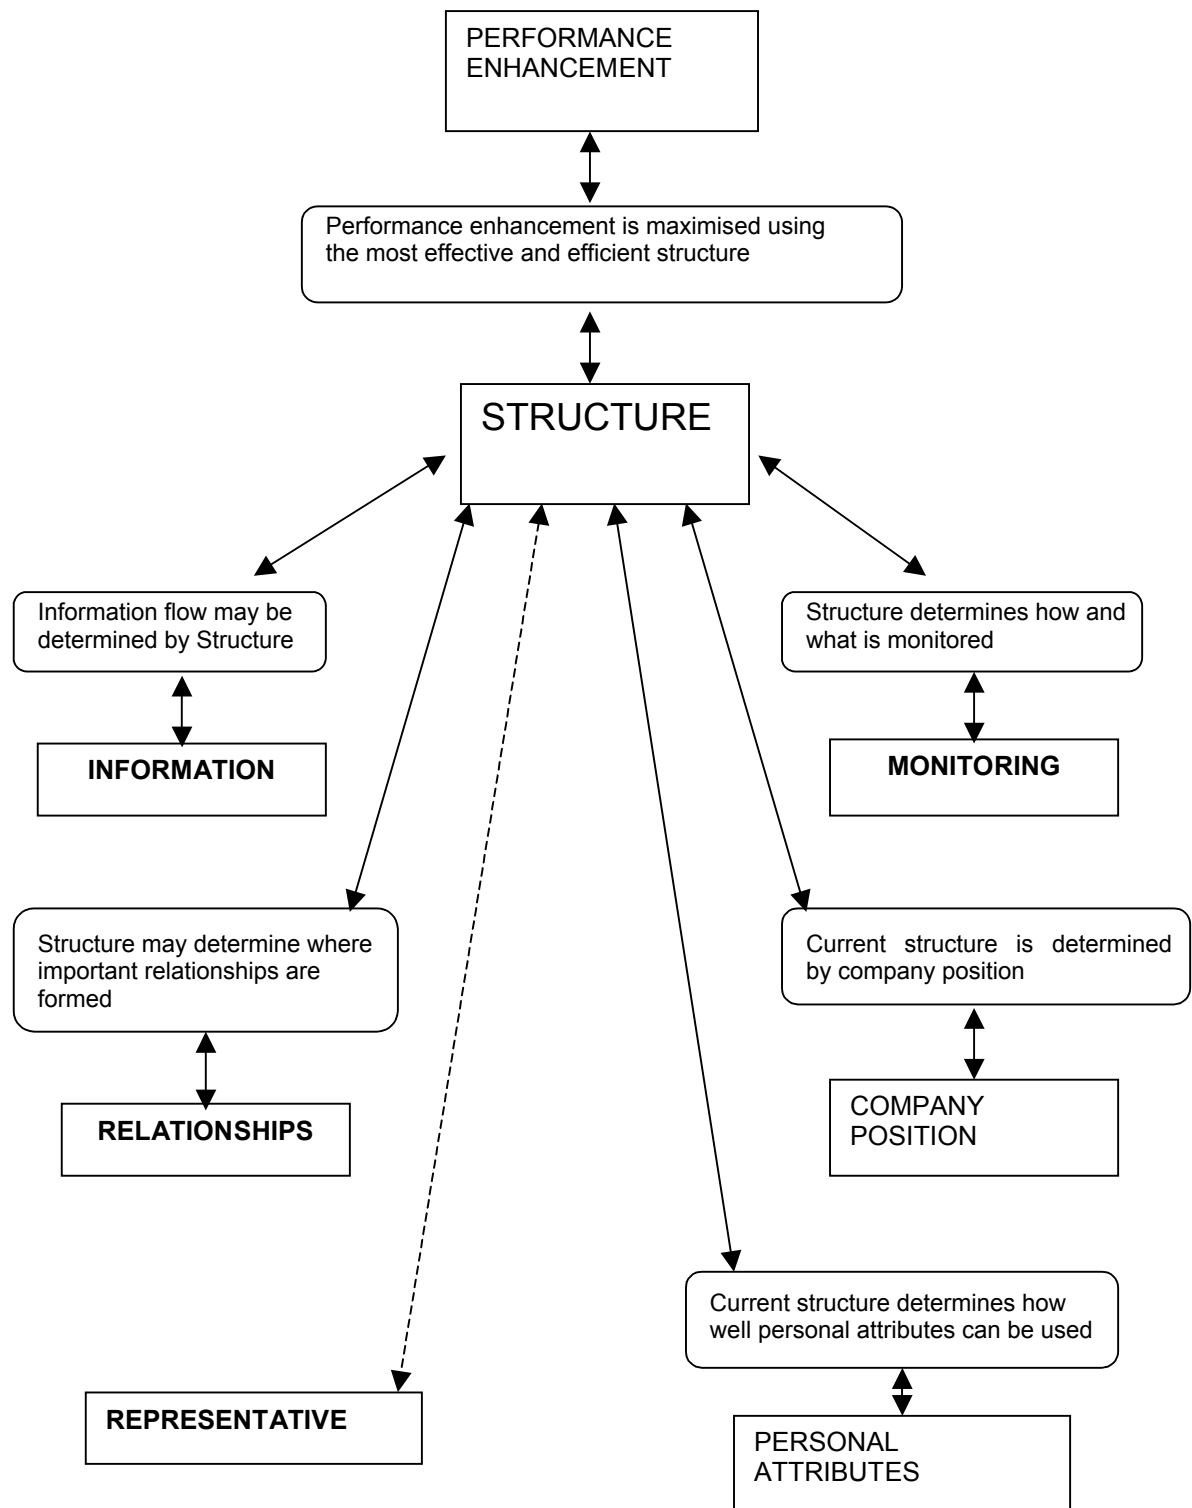 PERFORMANCE
ENHANCEMENT
Performance enhancement is maximised using
the most effective and efficient structure
STRUCTURE
Information flow may be
determined by Structure
Structure determines how and
what is monitored
INFORMATION
MONITORING
Structure may determine where
important relationships are
formed
Current structure is determined
by company position
RELATIONSHIPS
COMPANY
POSITION
Current structure determines how
well personal attributes can be used
REPRESENTATIVE
PERSONAL
ATTRIBUTES